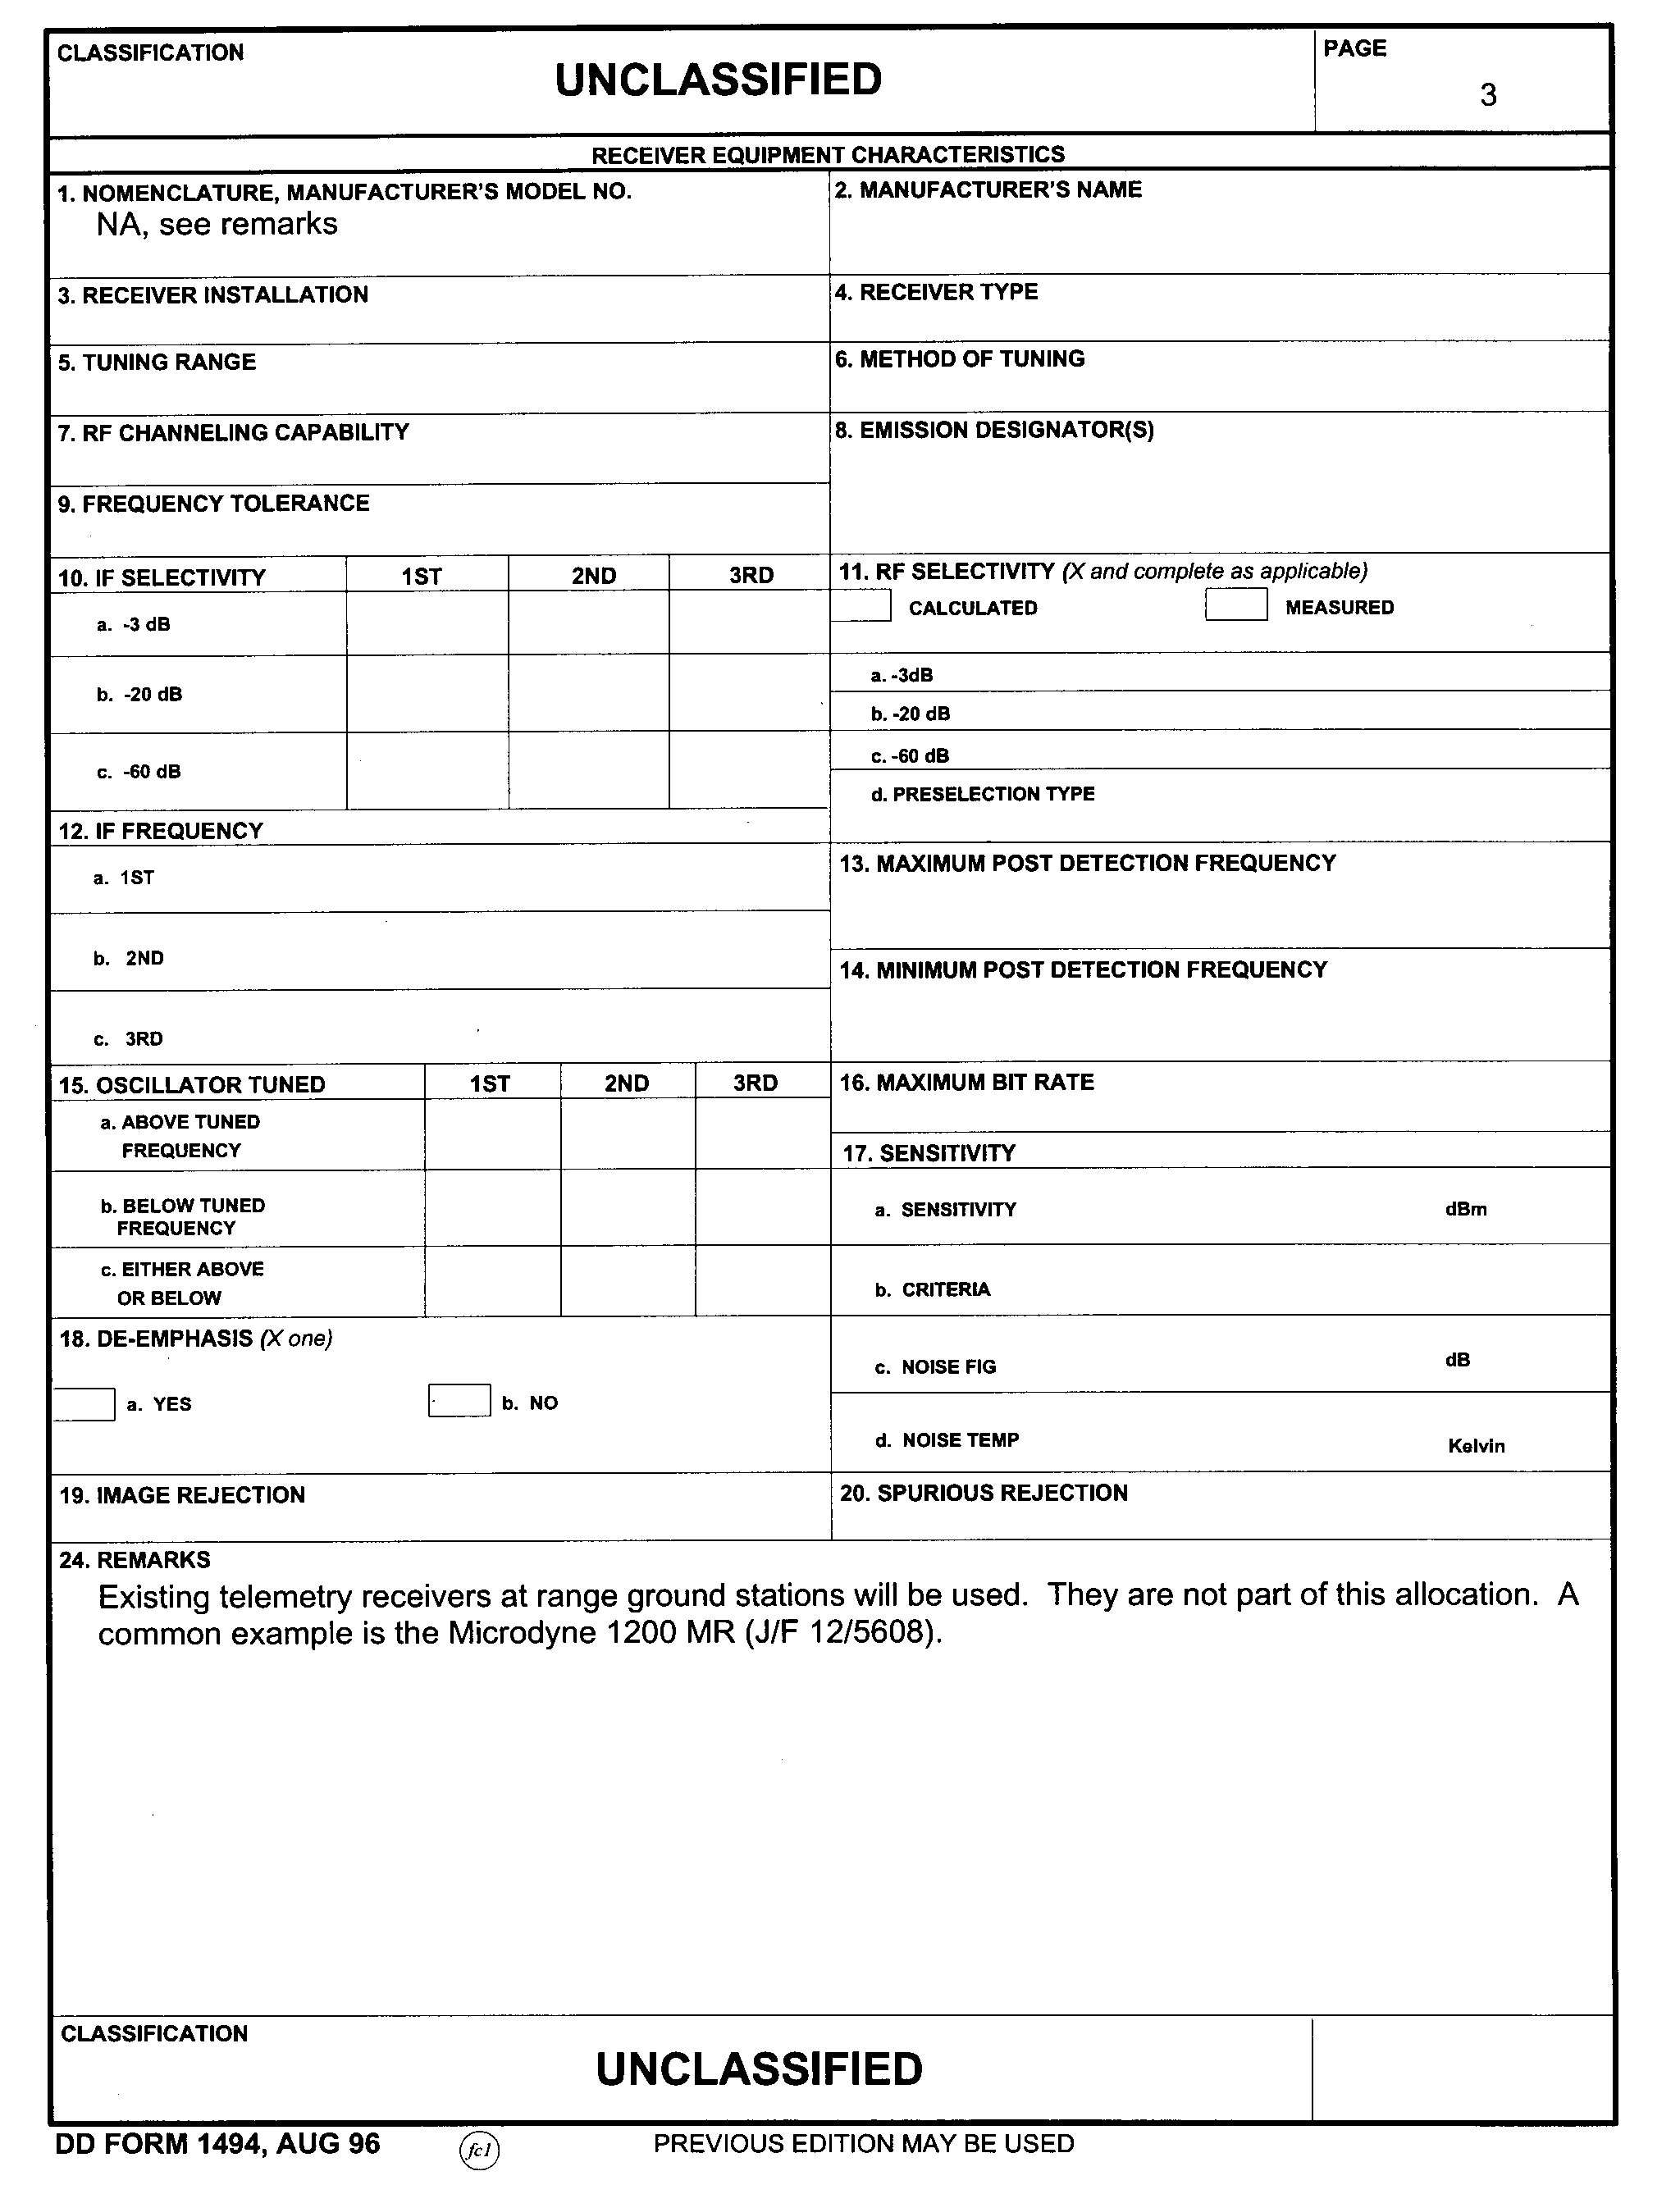 CLASSIFICATION
UNCLASSIFIED
PAGE
3
RECEIVER EQUIPMENT CHARACTERISTICS
1. NOMENCLATURE, MANUFACTURER'S MODEL NO.
NA, see remarks
2. MANUFACTURER'S NAME
3. RECEIVER INSTALLATION
4. RECEIVER TYPE
5. TUNING RANGE
6. METHOD OF TUNING
7. RF CHANNELING CAPABILITY
8. EMISSION DESIGNATOR(S)
9. FREQUENCY TOLERANCE
10. IF SELECTIVITY 1ST 2ND 3RD
a. -3 dB
b. -20 dB
c. -60 dB
11. RF SELECTIVITY (X and complete as applicable)
CALCULATED MEASURED
a. -3dB
b. -20 dB
c. -60 dB
d. PRESELECTION TYPE
12. IF FREQUENCY
a. 1ST
b. 2ND
c. 3RD
13. MAXIMUM POST DETECTION FREQUENCY
14. MINIMUM POST DETECTION FREQUENCY
15. OSCILLATOR TUNED 1ST 2ND 3RD
a. ABOVE TUNED
FREQUENCY
b. BELOW TUNED
FREQUENCY
c. EITHER ABOVE
OR BELOW
16. MAXIMUM BIT RATE
17. SENSITIVITY
a. SENSITIVITY dBm
b. CRITERIA
c. NOISE FIG dB
d. NOISE TEMP Kelvin
18. DE-EMPHASIS (X one)
a. YES b. NO
19. IMAGE REJECTION
20. SPURIOUS REJECTION
24. REMARKS
Existing telemetry receivers at range ground stations will be used. They are not part of this allocation. A
common example is the Microdyne 1200 MR (J/F 12/5608).
CLASSIFICATION
UNCLASSIFIED
DD FORM 1494, AUG 96 fcl PREVIOUS EDITION MAY BE USED